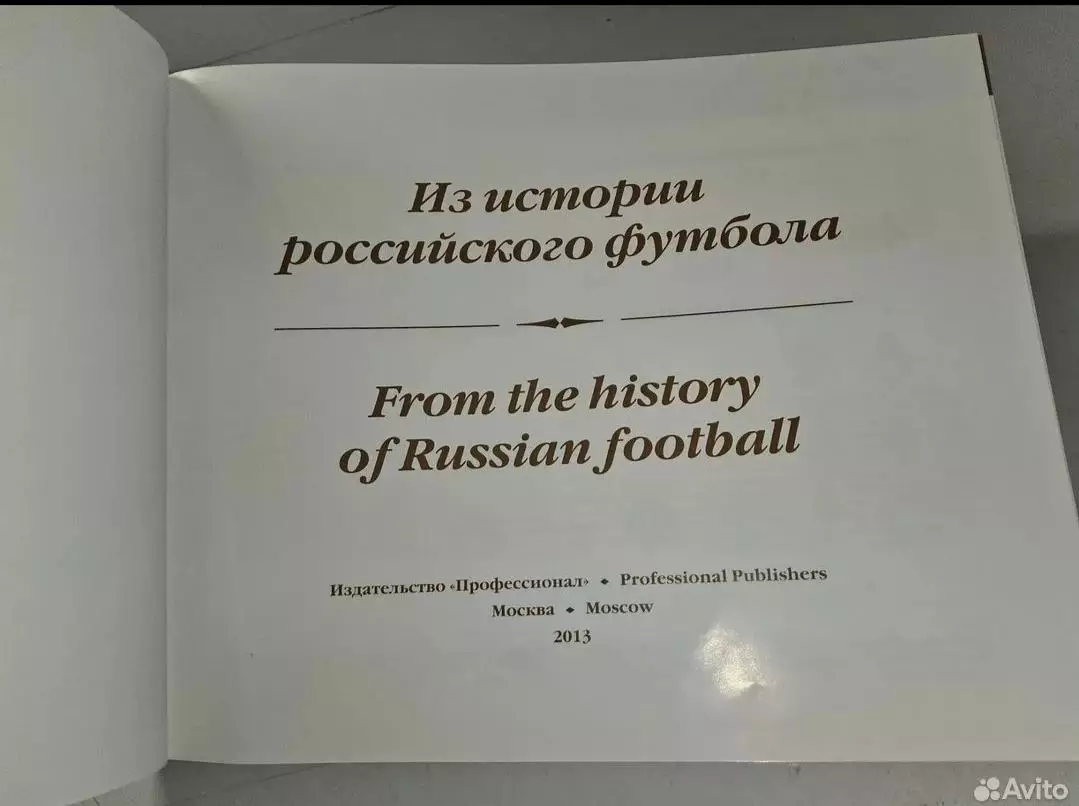 Из истории
российского футбола
From the history
of Russian football
Издательство «Профессионал» ♦ Professional Publishers
Москва ♦ Moscow
2013
Avito